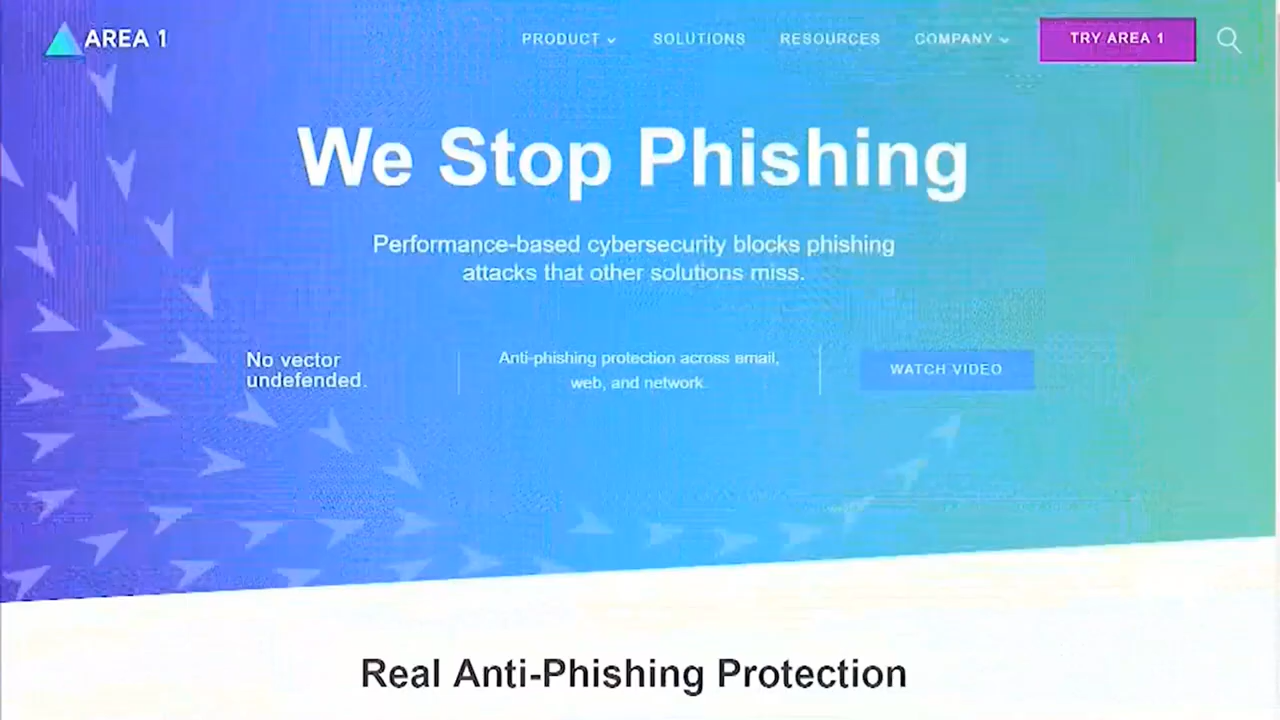 AREA 1
PRODUCT
SOLUTIONS
RESOURCES
COMPANY
TRY AREA 1
We Stop Phishing
Performance-based cybersecurity blocks phishing
attacks that other solutions miss.
No vector
undefended.
Anti-phishing protection across email,
web, and network.
WATCH VIDEO
Real Anti-Phishing Protection